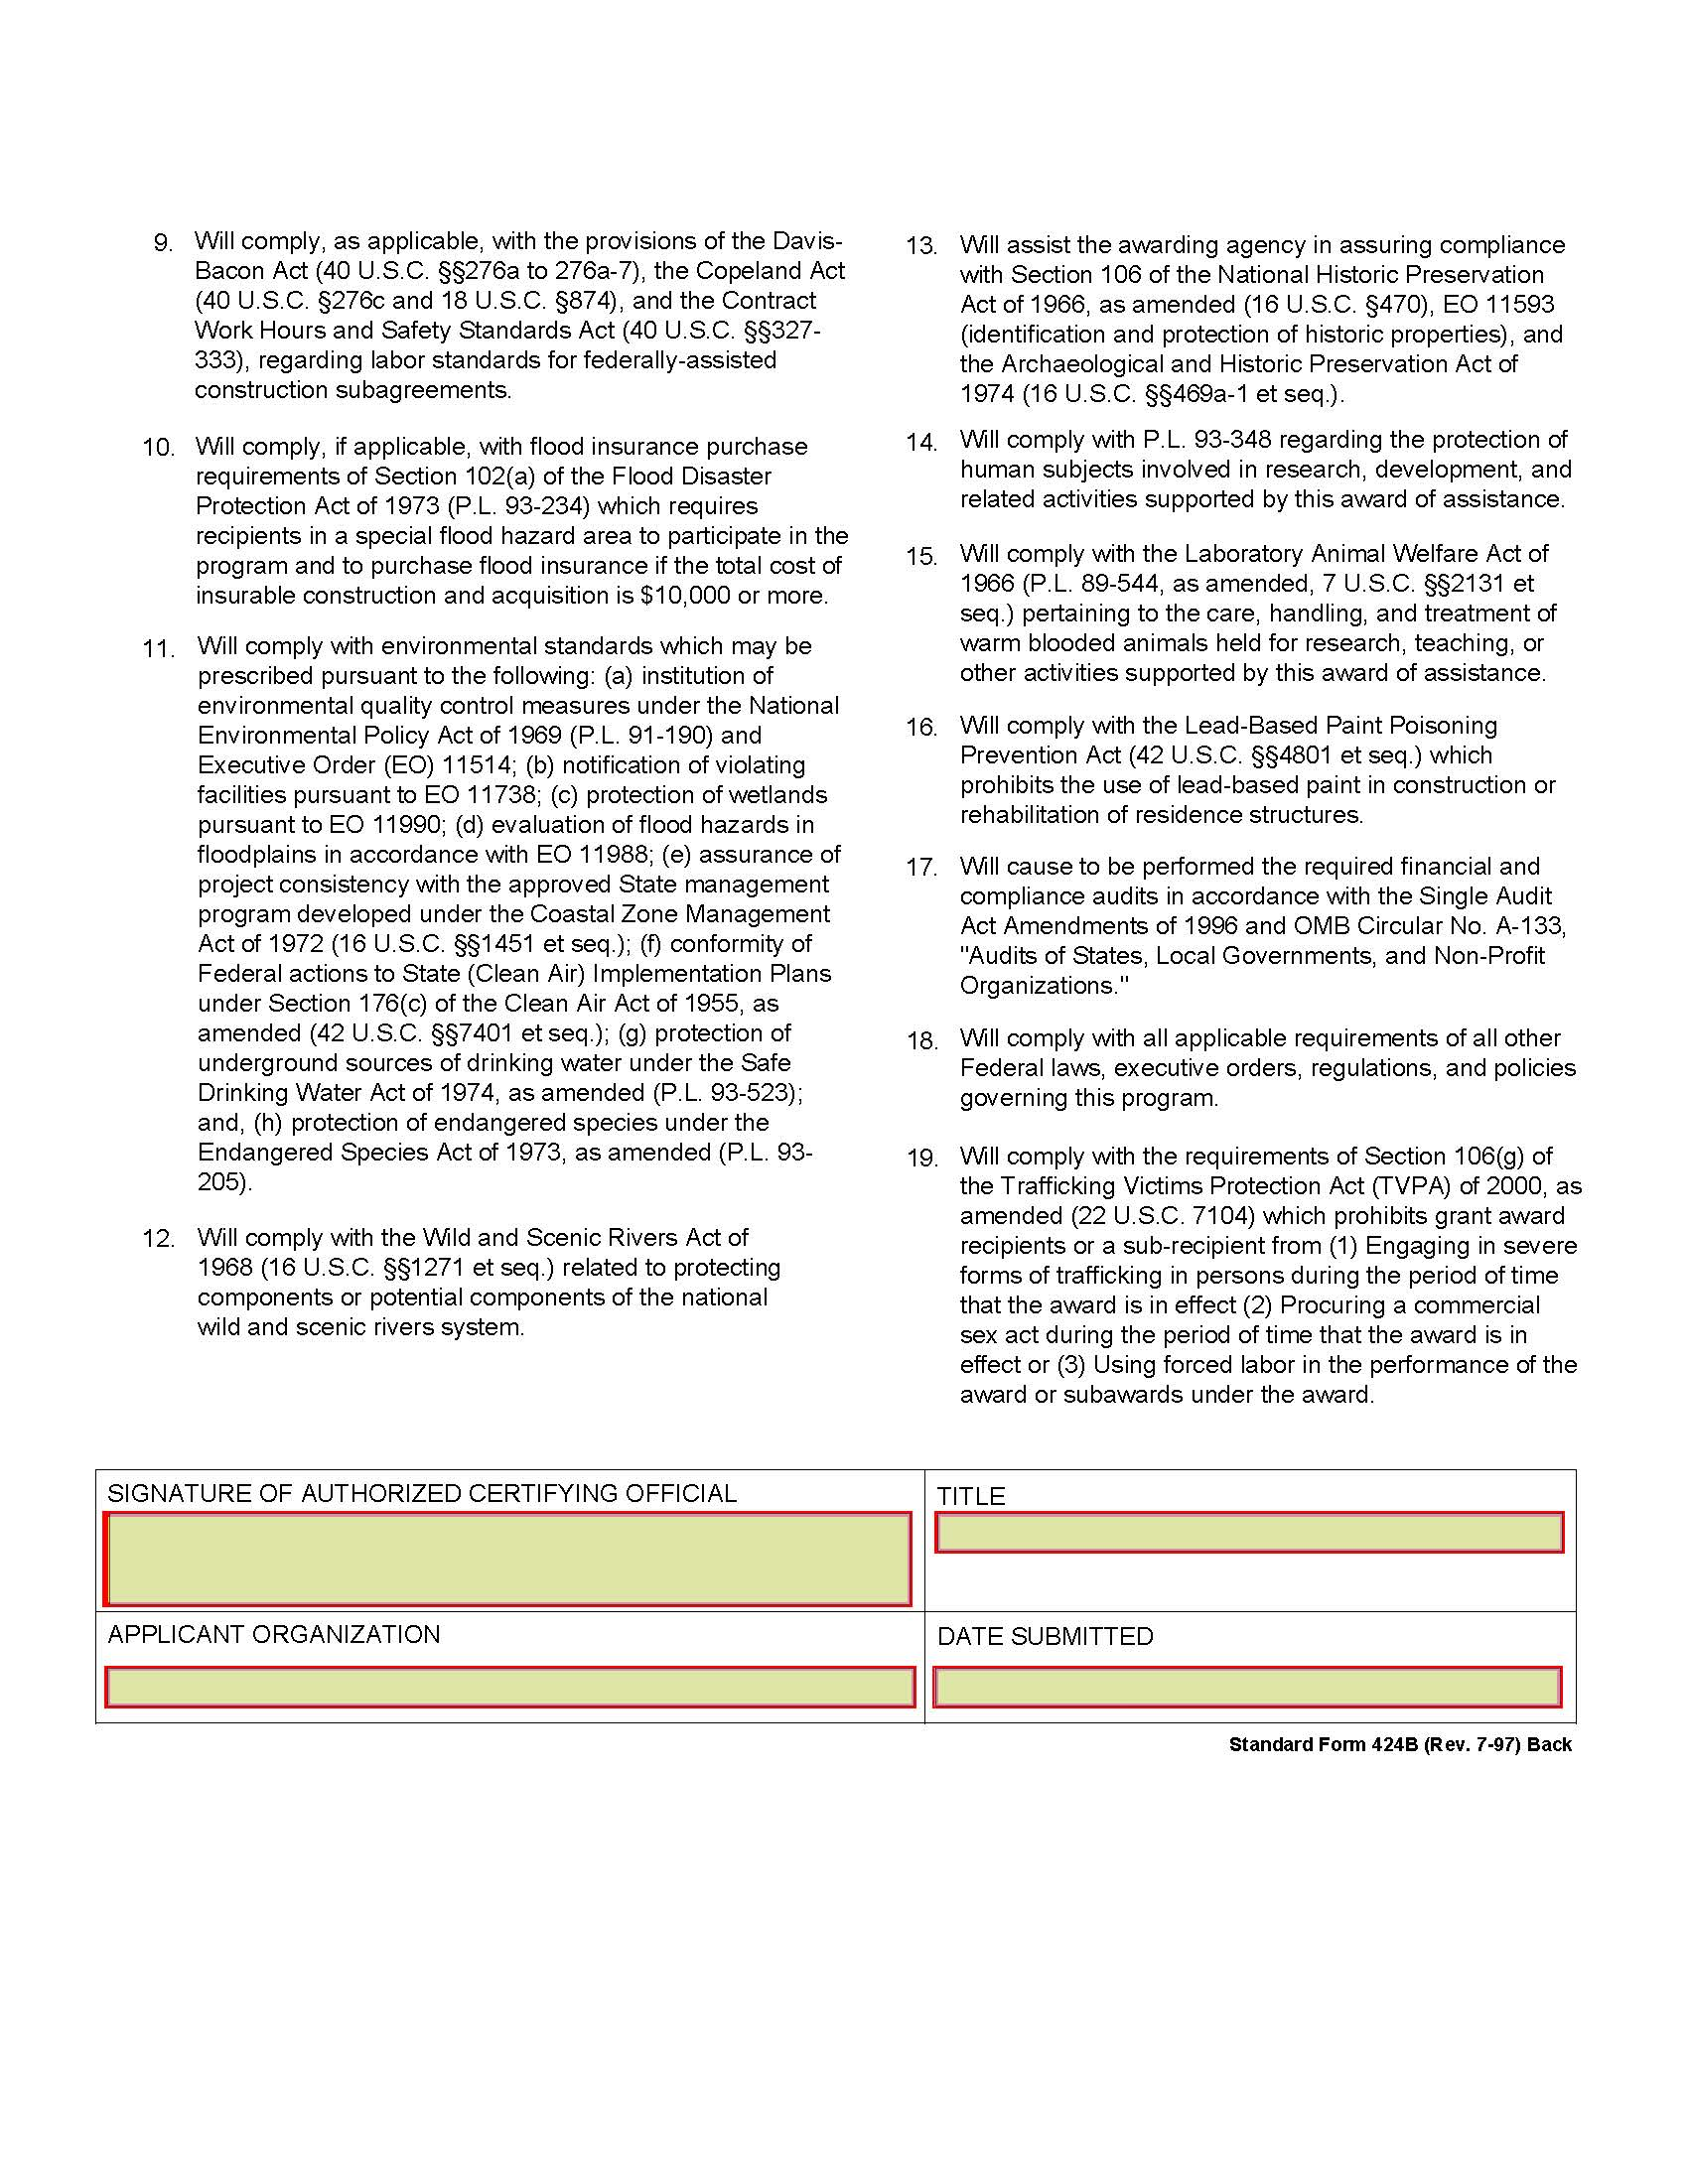 9. Will comply, as applicable, with the provisions of the Davis-
Bacon Act (40 U.S.C. §§276a to 276a-7), the Copeland Act
(40 U.S.C. §276c and 18 U.S.C. §874), and the Contract
Work Hours and Safety Standards Act (40 U.S.C. §§327-
333), regarding labor standards for federally-assisted
construction subagreements.
10. Will comply, if applicable, with flood insurance purchase
requirements of Section 102(a) of the Flood Disaster
Protection Act of 1973 (P.L. 93-234) which requires
recipients in a special flood hazard area to participate in the
program and to purchase flood insurance if the total cost of
insurable construction and acquisition is $10,000 or more.
11. Will comply with environmental standards which may be
prescribed pursuant to the following: (a) institution of
environmental quality control measures under the National
Environmental Policy Act of 1969 (P.L. 91-190) and
Executive Order (EO) 11514; (b) notification of violating
facilities pursuant to EO 11738; (c) protection of wetlands
pursuant to EO 11990; (d) evaluation of flood hazards in
floodplains in accordance with EO 11988; (e) assurance of
project consistency with the approved State management
program developed under the Coastal Zone Management
Act of 1972 (16 U.S.C. §§1451 et seq.); (f) conformity of
Federal actions to State (Clean Air) Implementation Plans
under Section 176(c) of the Clean Air Act of 1955, as
amended (42 U.S.C. §§7401 et seq.); (g) protection of
underground sources of drinking water under the Safe
Drinking Water Act of 1974, as amended (P.L. 93-523);
and, (h) protection of endangered species under the
Endangered Species Act of 1973, as amended (P.L. 93-
205).
12. Will comply with the Wild and Scenic Rivers Act of
1968 (16 U.S.C. §§1271 et seq.) related to protecting
components or potential components of the national
wild and scenic rivers system.
13. Will assist the awarding agency in assuring compliance
with Section 106 of the National Historic Preservation
Act of 1966, as amended (16 U.S.C. §470), EO 11593
(identification and protection of historic properties), and
the Archaeological and Historic Preservation Act of
1974 (16 U.S.C. §§469a-1 et seq.).
14. Will comply with P.L. 93-348 regarding the protection of
human subjects involved in research, development, and
related activities supported by this award of assistance.
15. Will comply with the Laboratory Animal Welfare Act of
1966 (P.L. 89-544, as amended, 7 U.S.C. §§2131 et
seq.) pertaining to the care, handling, and treatment of
warm blooded animals held for research, teaching, or
other activities supported by this award of assistance.
16. Will comply with the Lead-Based Paint Poisoning
Prevention Act (42 U.S.C. §§4801 et seq.) which
prohibits the use of lead-based paint in construction or
rehabilitation of residence structures.
17. Will cause to be performed the required financial and
compliance audits in accordance with the Single Audit
Act Amendments of 1996 and OMB Circular No. A-133,
"Audits of States, Local Governments, and Non-Profit
Organizations."
18. Will comply with all applicable requirements of all other
Federal laws, executive orders, regulations, and policies
governing this program.
19. Will comply with the requirements of Section 106(g) of
the Trafficking Victims Protection Act (TVPA) of 2000, as
amended (22 U.S.C. 7104) which prohibits grant award
recipients or a sub-recipient from (1) Engaging in severe
forms of trafficking in persons during the period of time
that the award is in effect (2) Procuring a commercial
sex act during the period of time that the award is in
effect or (3) Using forced labor in the performance of the
award or subawards under the award.
SIGNATURE OF AUTHORIZED CERTIFYING OFFICIAL
TITLE
APPLICANT ORGANIZATION
DATE SUBMITTED
Standard Form 424B (Rev. 7-97) Back